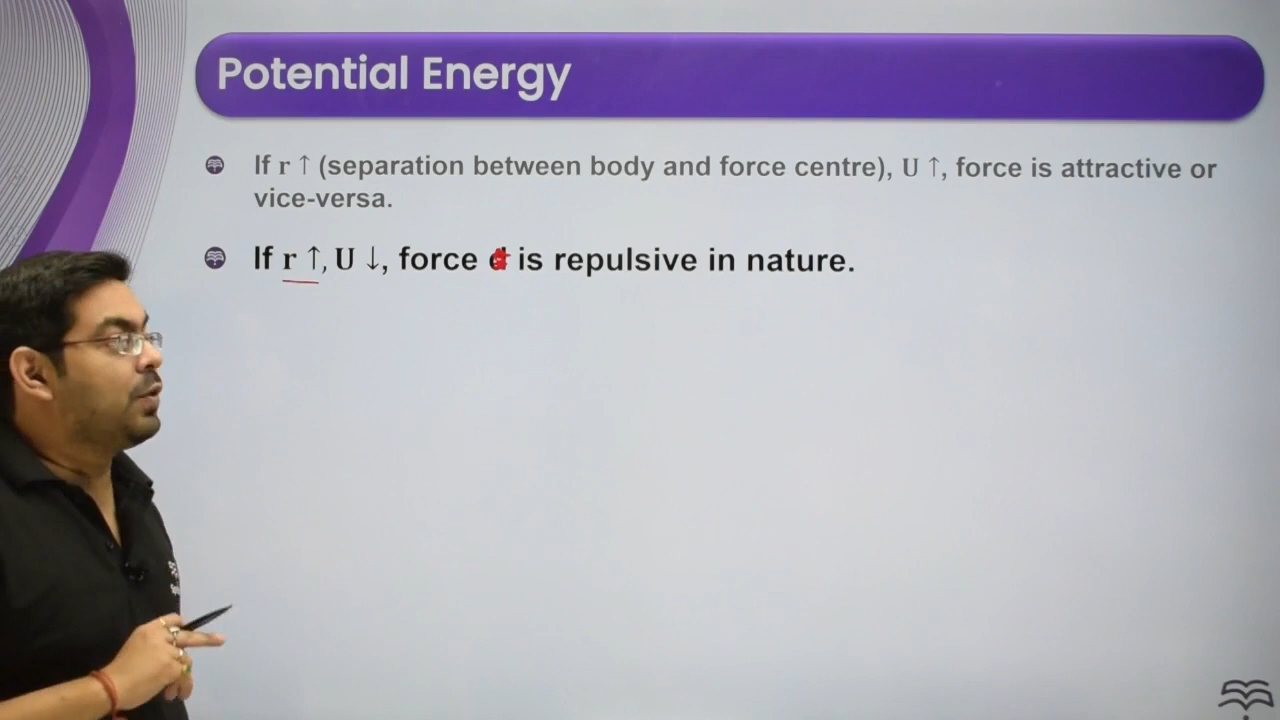 Potential Energy
If r ↑ (separation between body and force centre), U ↑, force is attractive or
vice-versa.
If r ↑, U ↓, force is repulsive in nature.